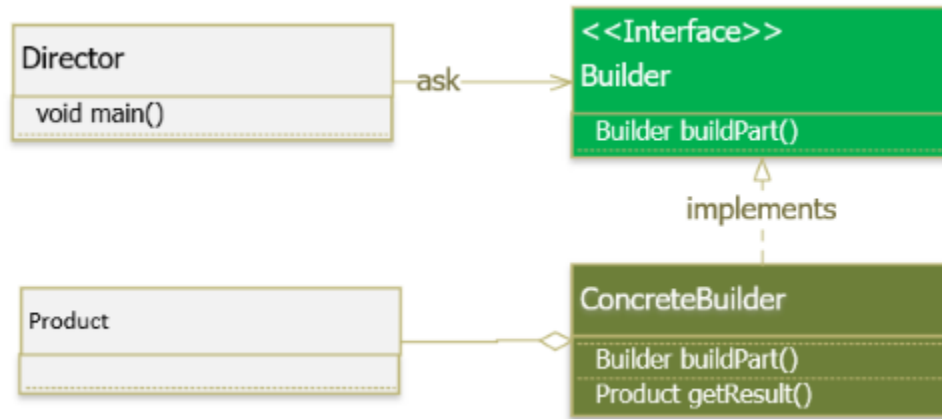 Director
void main()
ask
<<Interface>>
Builder
Builder buildPart()
implements
Product
ConcreteBuilder
Builder buildPart()
Product getResult()